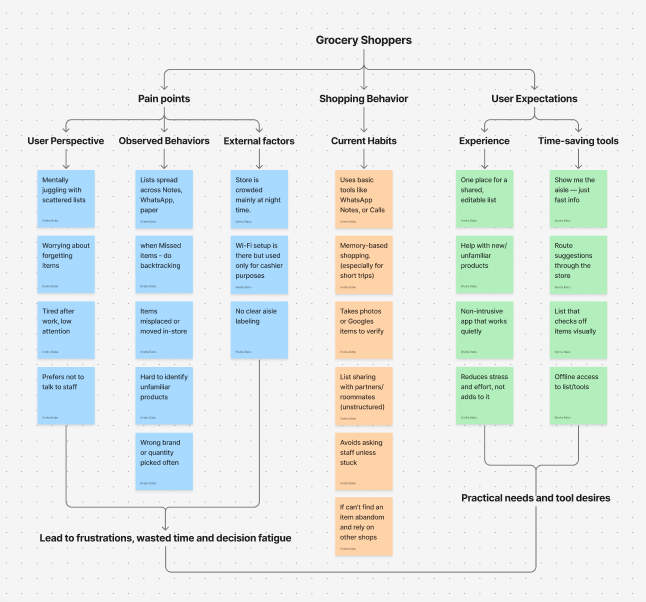 Grocery Shoppers
Pain points
Shopping Behavior
User Expectations
User Perspective
Observed Behaviors
External factors
Current Habits
Experience
Time-saving tools
Mentally
juggling with
scattered lists
Worrying about
forgetting
items
Tired after
work, low
attention
Prefers not to
talk to staff
Lists spread
across Notes,
WhatsApp,
paper
when Missed
items - do
backtracking
Items
misplaced or
moved in-store
Hard to identify
unfamiliar
products
Wrong brand
or quantity
picked often
Store is
crowded
mainly at night
time.
Wi-Fi setup is
there but used
only for cashier
purposes
No clear aisle
labeling
Uses basic
tools like
WhatsApp
Notes, or Calls
Memory-based
shopping.
(especially for
short trips)
Takes photos
or Googles
items to verify
List sharing
with partners/
roommates
(unstructured)
Avoids asking
staff unless
stuck
If can't find an
item abandom
and rely on
other shops
One place for a
shared,
editable list
Help with new/
unfamiliar
products
Non-intrusive
app that works
quietly
Reduces stress
and effort, not
adds to it
Show me the
aisle — just
fast info
Route
suggestions
through the
store
List that
checks off
items visually
Offline access
to list/tools
Practical needs and tool desires
Lead to frustrations, wasted time and decision fatigue